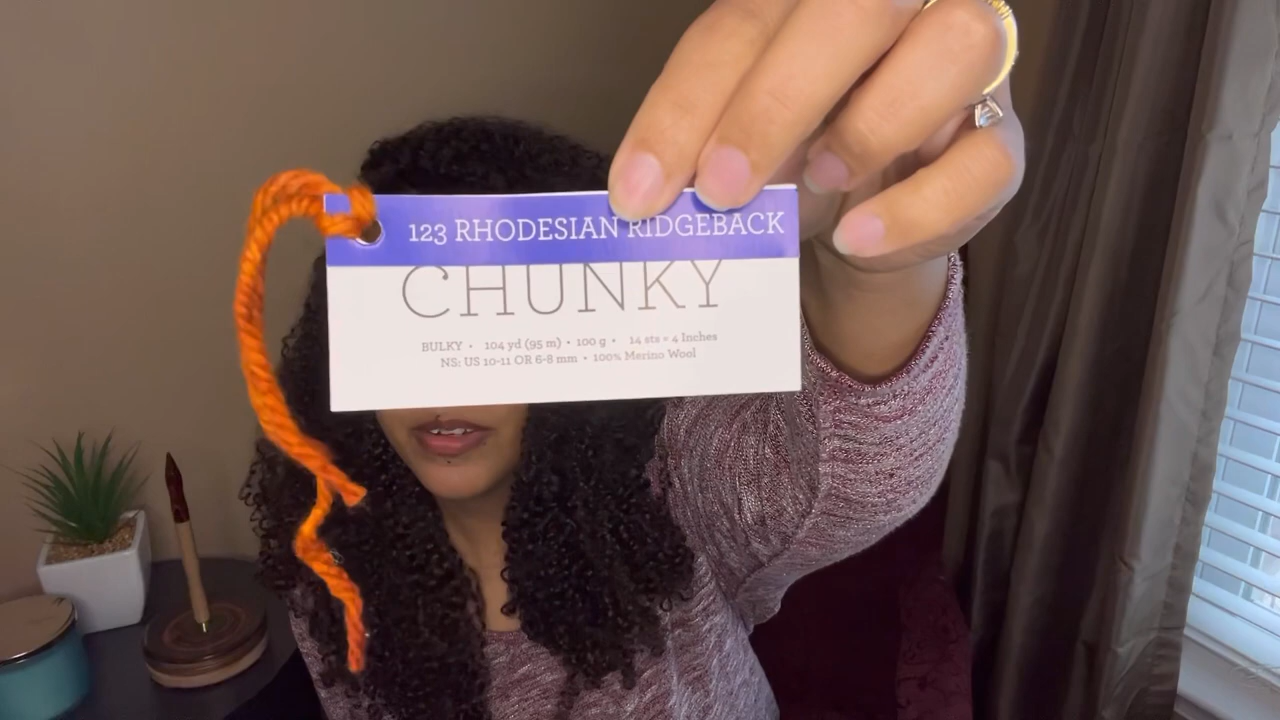 123 RHODESIAN RIDGEBACK
CHUNKY
BULKY • 104 yd (95 m) • 100 g • 14 sts = 4 Inches
NS: US 10-11 OR 6-8 mm • 100% Merino Wool